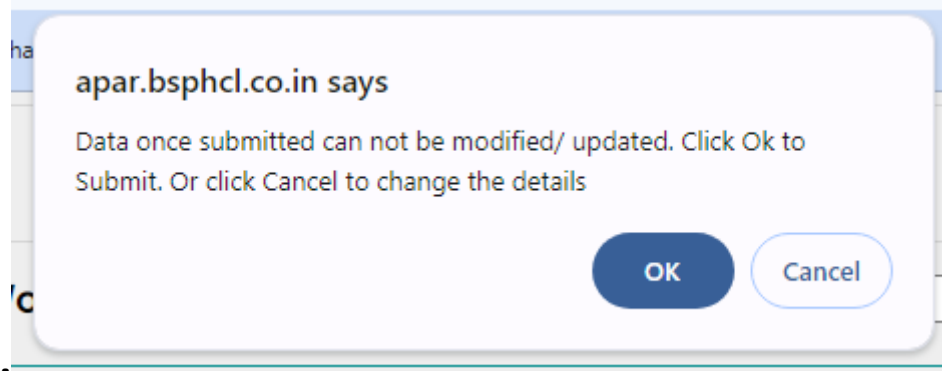 ha
apar.bsphcl.co.in says
Data once submitted can not be modified/ updated. Click Ok to
Submit. Or click Cancel to change the details
OK Cancel